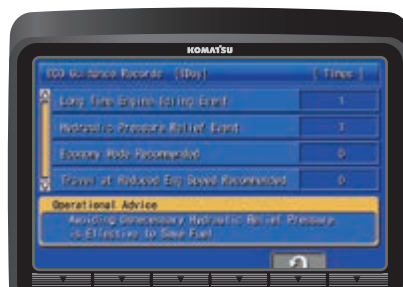 KOMATSU
ECO Guidance Records (1Day) [ Times ]
Long Time Engine Idling Event 1
Hydraulic Pressure Relief Event
Economy Mode Recommended 0
Travel at Reduced Eng Speed Recommended 0
Operational Advice
Avoiding Unnecessary Hydraulic Relief Pressure
is Effective to Save Fuel